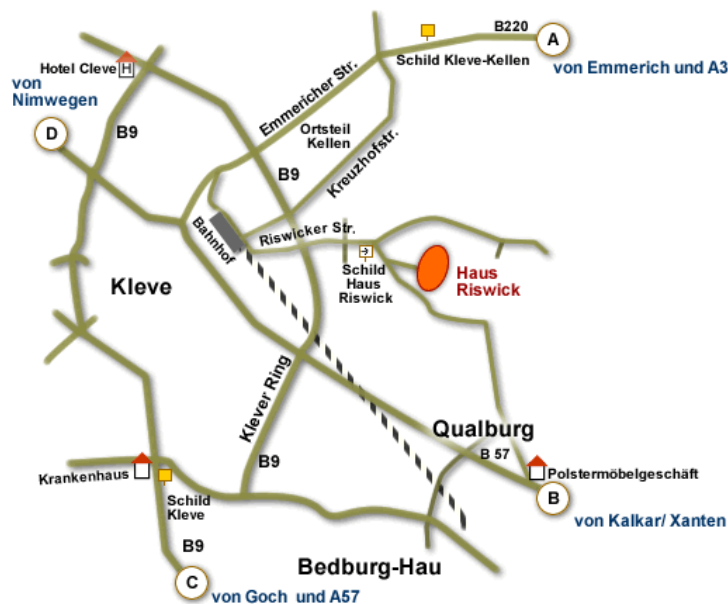 B220
A
Schild Kleve-Kellen
von Emmerich und A3
Hotel Cleve
H
von
Nimwegen
D
B9
Emmericher Str.
Ortsteil
Kellen
B9
Kreuzhofstr.
Bahnhof
Riswicker Str.
Schild
Haus
Riswick
Haus
Riswick
Kleve
Klever Ring
B9
Qualburg
B 57
Polstermöbelgeschäft
B
von Kalkar/ Xanten
Krankenhaus
Schild
Kleve
B9
C
von Goch und A57
Bedburg-Hau